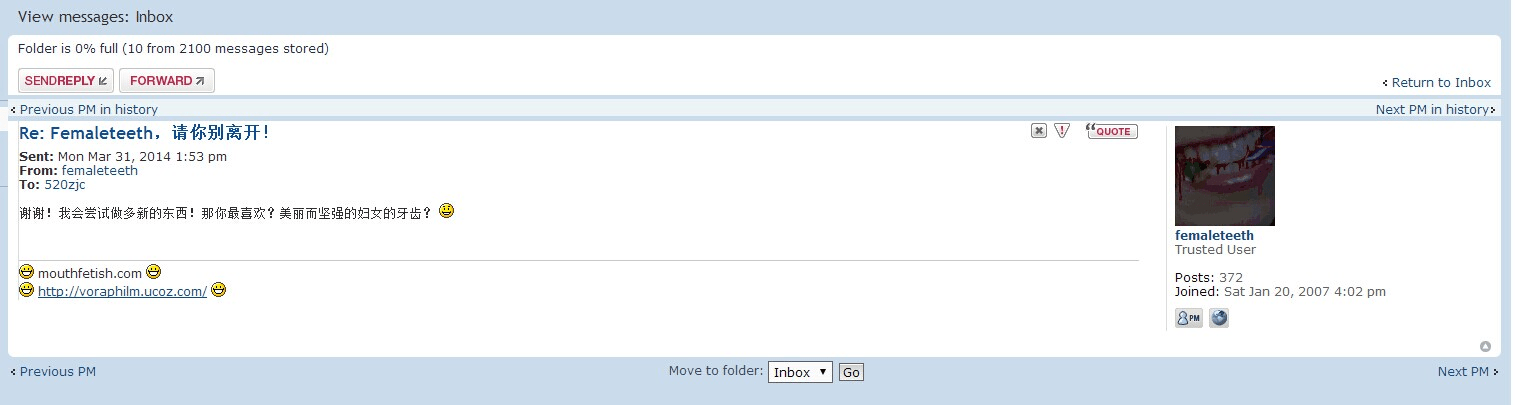 View messages: Inbox
Folder is 0% full (10 from 2100 messages stored)
SENDREPLY FORWARD
Return to Inbox
Previous PM in history
Next PM in history
Re: Femaleteeth，请你别离开！
QUOTE
Sent: Mon Mar 31, 2014 1:53 pm
From: femaleteeth
To: 520zjc
谢谢！我会尝试做多新的东西！那你最喜欢？美丽而坚强的妇女的牙齿？
mouthfetish.com
http://voraphilm.ucoz.com/
femaleteeth
Trusted User
Posts: 372
Joined: Sat Jan 20, 2007 4:02 pm
PM
Previous PM
Move to folder: Inbox Go
Next PM